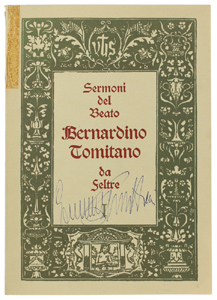 Sermoni
del
Beato
Bernardino
Tomitano
da
Feltre